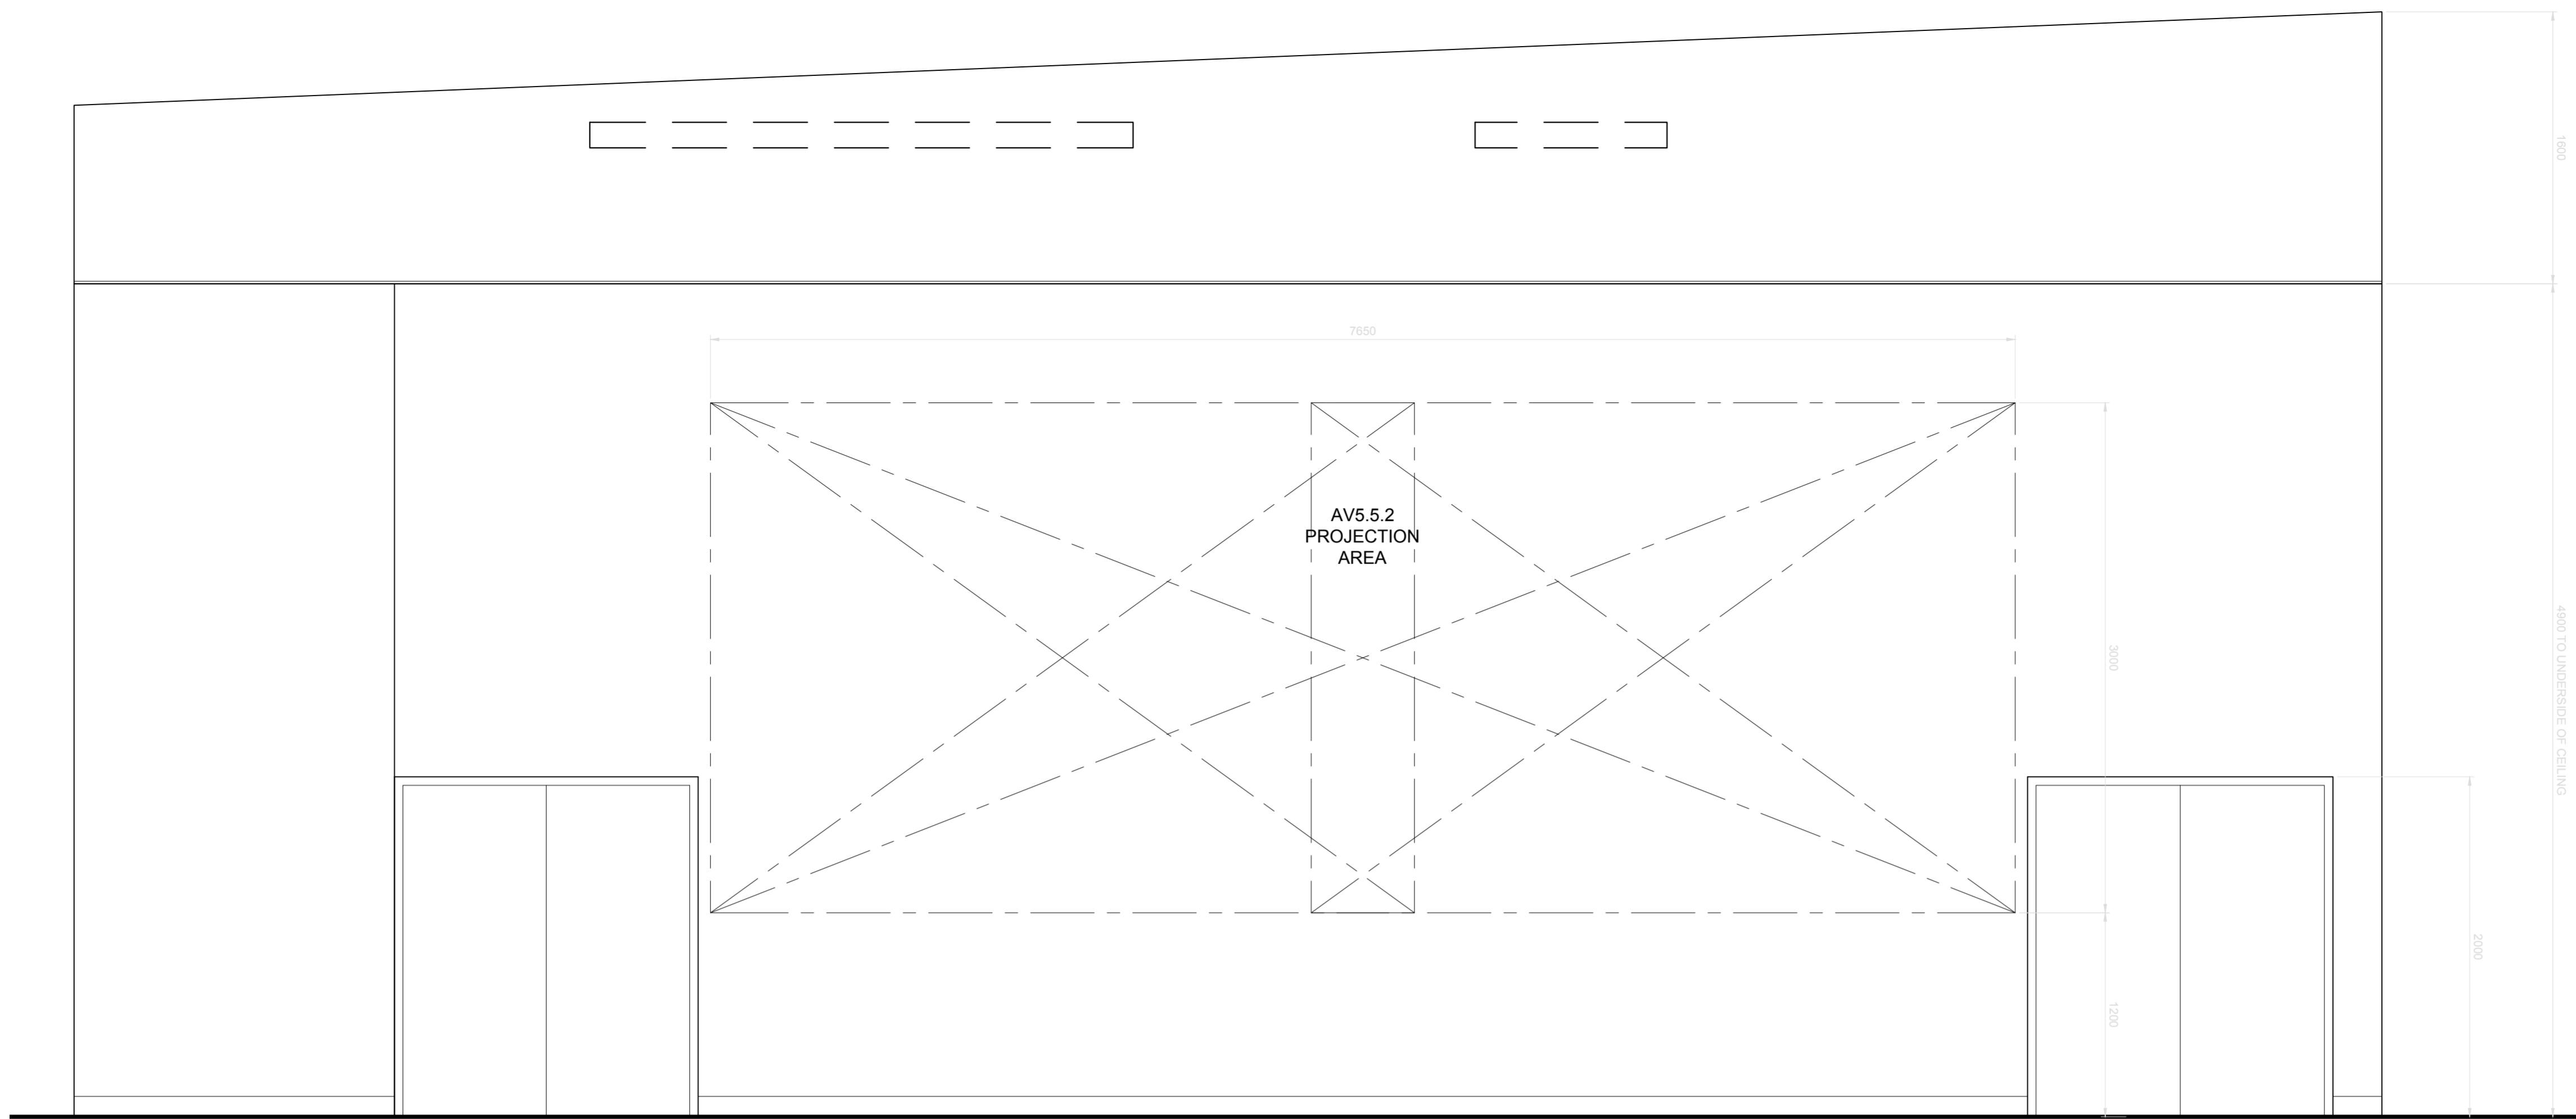 1600
7650
AV5.5.2
PROJECTION
AREA
3000
4900 TO UNDERSIDE OF CEILING
2000
1200